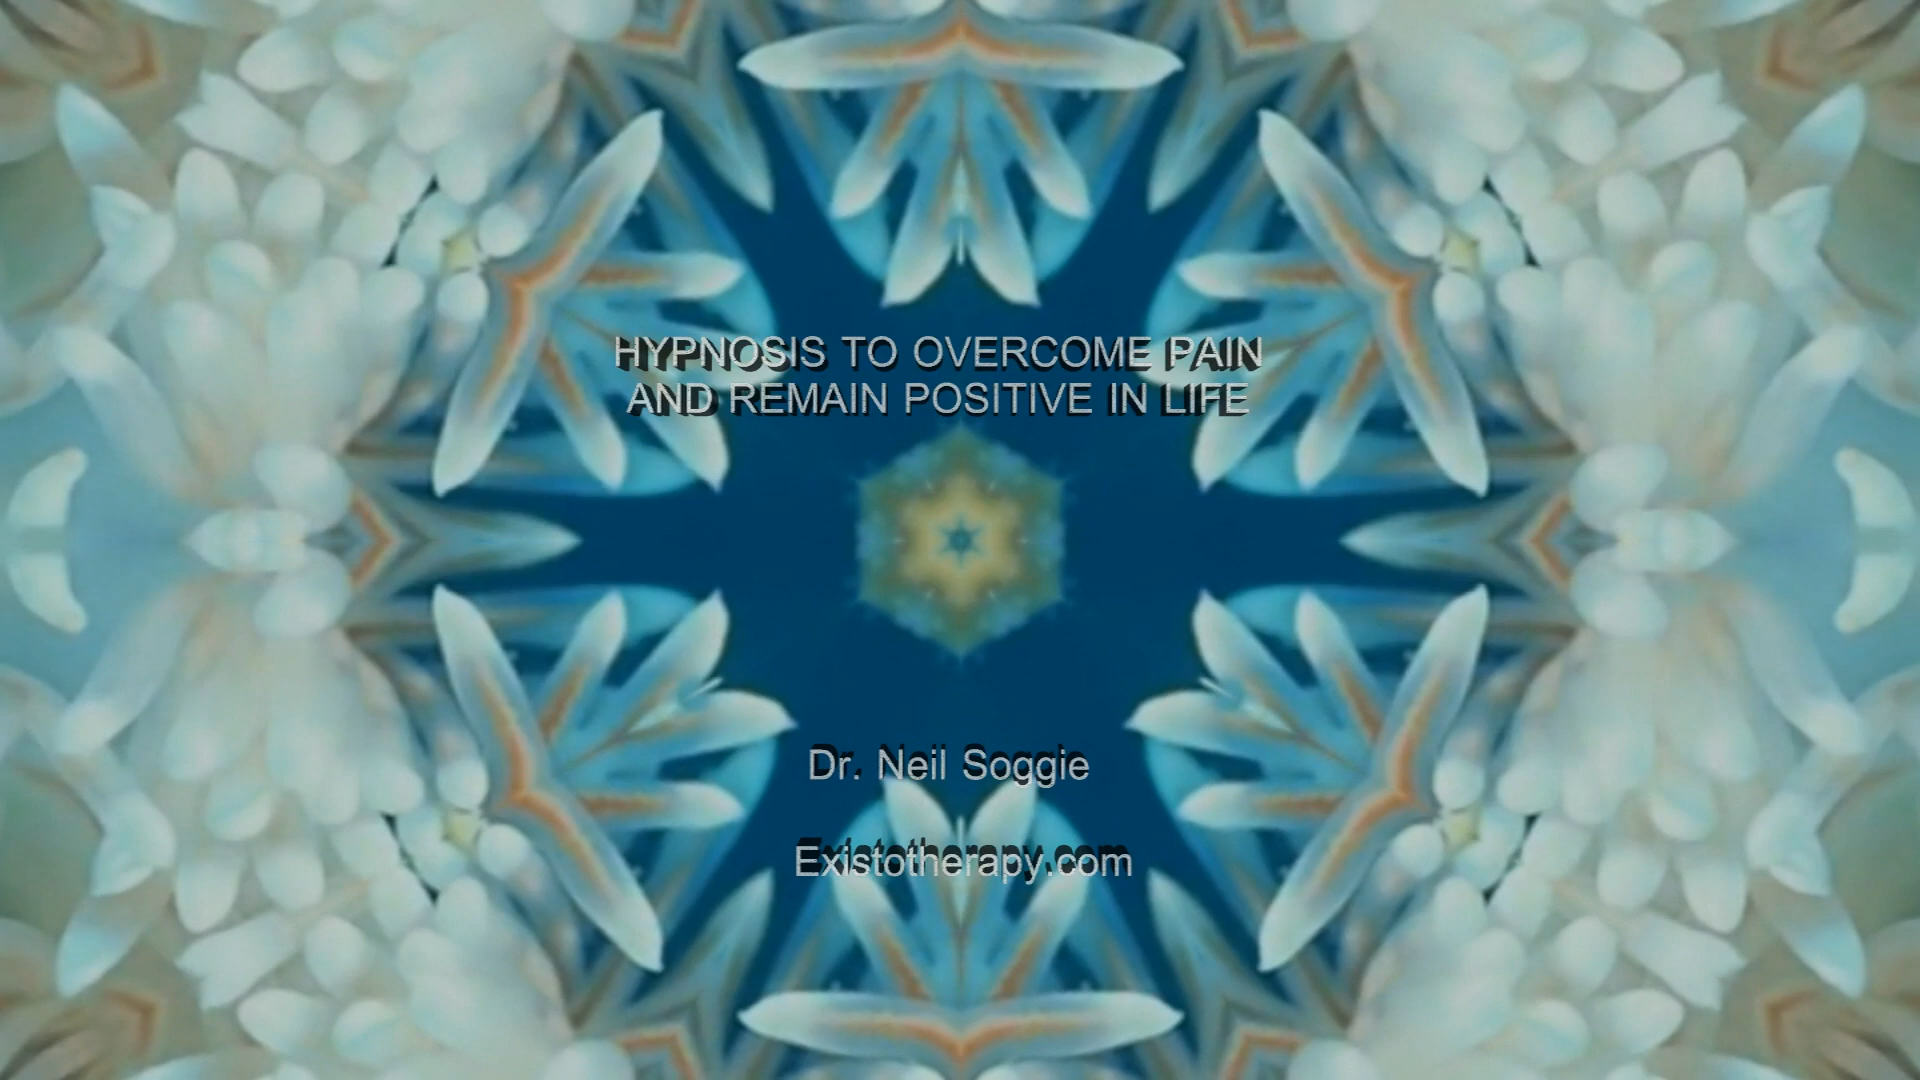 HYPNOSIS TO OVERCOME PAIN
AND REMAIN POSITIVE IN LIFE
Dr. Neil Soggie
Existotherapy.com